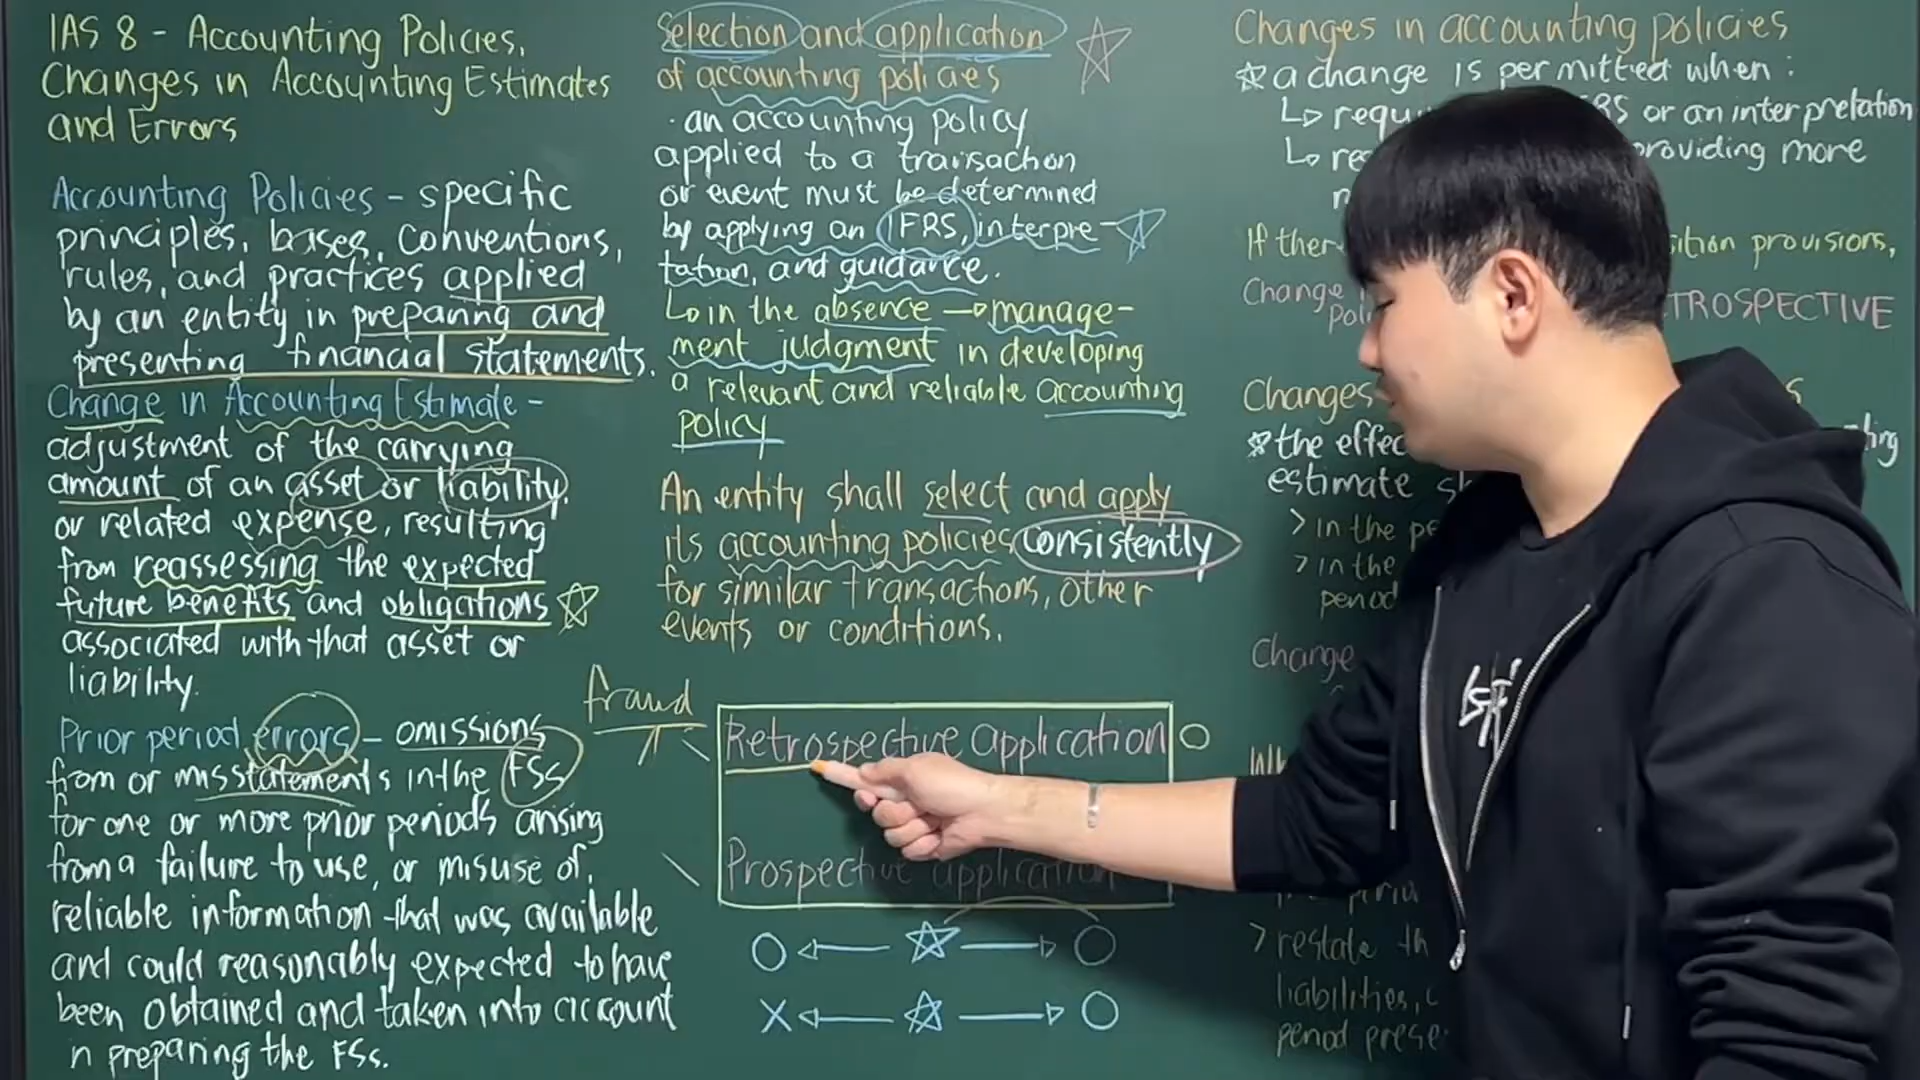 IAS 8 - Accounting Policies,
Changes in Accounting Estimates
and Errors
Accounting Policies - specific
principles, bases, conventions,
rules, and practices applied
by an entity in preparing and
presenting financial statements.
Change in Accounting Estimate -
adjustment of the carrying
amount of an asset or liability,
or related expense, resulting
from reassessing the expected
future benefits and obligations
associated with that asset or
liability.
Prior period errors - omissions
from or misstatements in the FSs
for one or more prior periods arising
from a failure to use, or misuse of,
reliable information that was available
and could reasonably expected to have
been obtained and taken into account
n preparing the FSs.
fraud
Selection and application
of accounting policies
· an accounting policy
applied to a transaction
or event must be determined
by applying an IFRS, interpre-
tation, and guidance.
in the absence → manage-
ment judgment in developing
a relevant and reliable accounting
policy
An entity shall select and apply
its accounting policies consistently
for similar transactions, other
events or conditions.
Retrospective application
Prospective application
Changes in accounting policies
a change is permitted when :
or an interpretation
providing more
If
provisions,
Change
TROSPECTIVE
Changes
the
estimate
> in the
> in the
period
Change
> restate
liabilities,
period